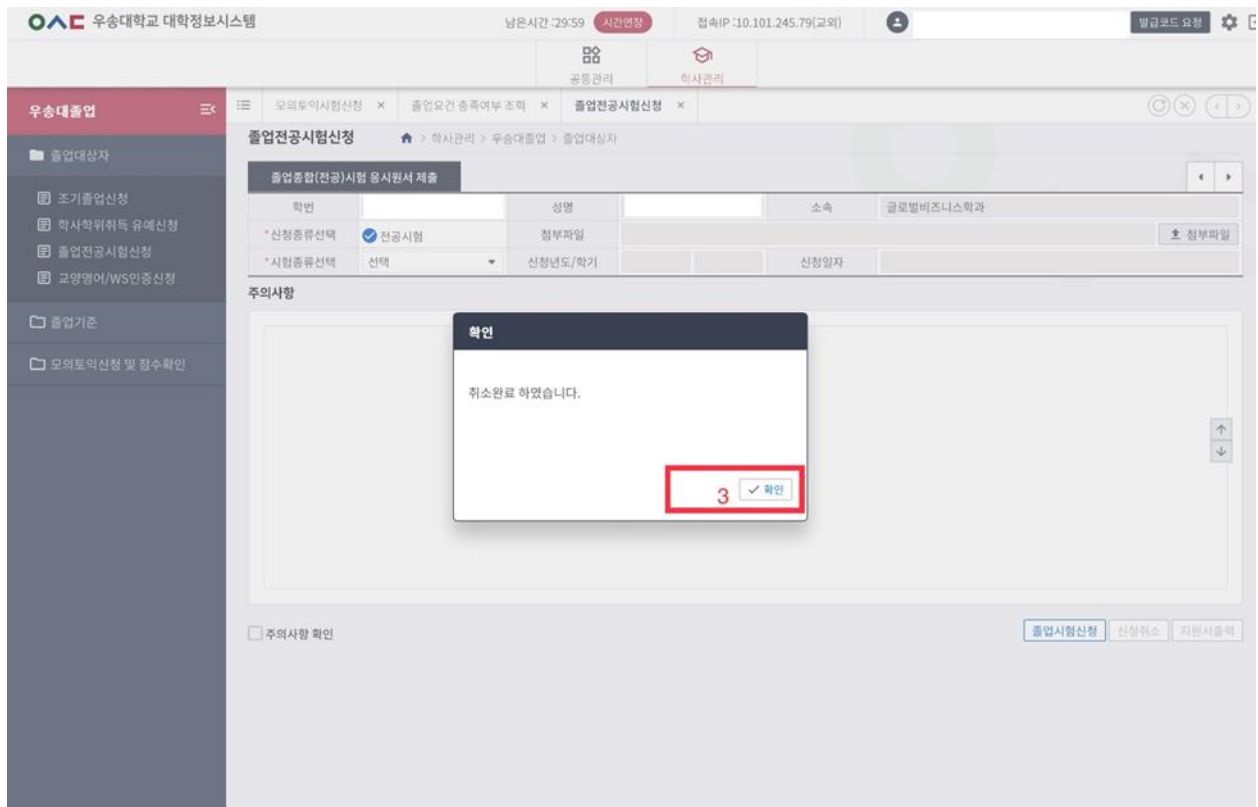 우송대학교 대학정보시스템 남은시간 :29:59 시간연장 접속IP :10.101.245.79(교외) 발급코드 요청
공통관리 학사관리
우송대졸업 모의토익시험신청 × 졸업요건 충족여부 조회 × 졸업전공시험신청 ×
졸업전공시험신청 > 학사관리 > 우송대졸업 > 졸업대상자
졸업대상자
졸업종합(전공)시험 응시원서 제출
조기졸업신청
학사학위취득 유예신청
졸업전공시험신청
교양영어/WS인증신청
졸업기준
모의토익신청 및 점수확인
학번 성명 소속 글로벌비즈니스학과
*신청종류선택 전공시험 첨부파일 첨부파일
*시험종류선택 선택 신청년도/학기 신청일자
주의사항
확인
취소완료 하였습니다.
3 확인
주의사항 확인 졸업시험신청 신청취소 지원서출력